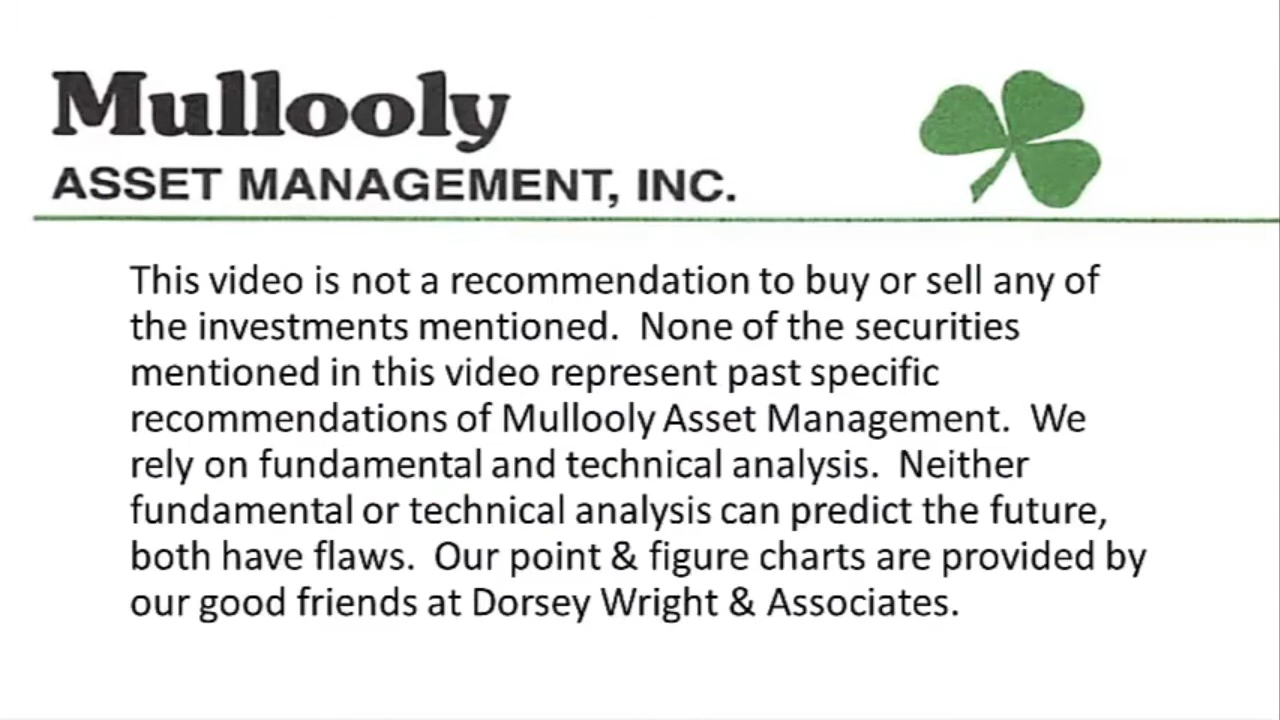 Mullooly
ASSET MANAGEMENT, INC.
This video is not a recommendation to buy or sell any of
the investments mentioned.  None of the securities
mentioned in this video represent past specific
recommendations of Mullooly Asset Management.  We
rely on fundamental and technical analysis.  Neither
fundamental or technical analysis can predict the future,
both have flaws.  Our point & figure charts are provided by
our good friends at Dorsey Wright & Associates.